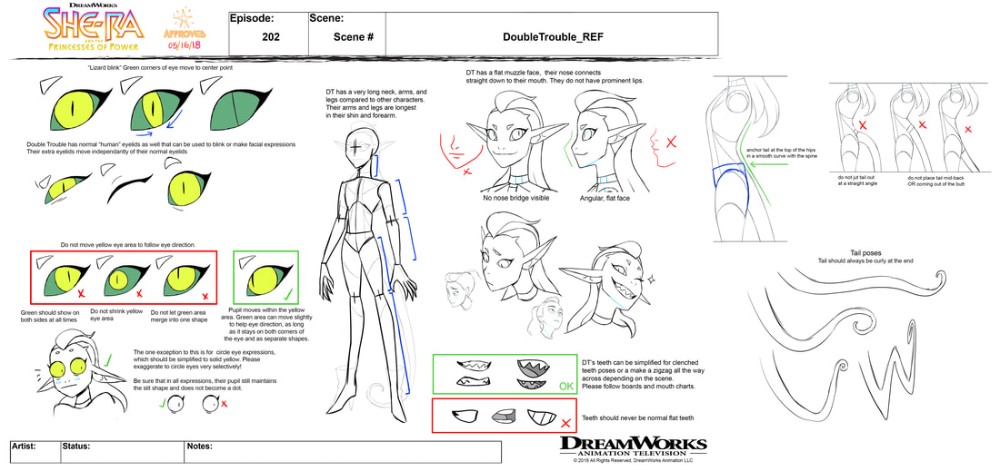 DREAMWORKS
SHE-RA
AND THE
PRINCESSES OF POWER
APPROVED
05/16/18
Episode:
202
Scene:
Scene #
DoubleTrouble_REF
"Lizard blink" Green corners of eye move to center point
Double Trouble has normal "human" eyelids as well that can be used to blink or make facial expressions
Their extra eyelids move independantly of their normal eyelids
Do not move yellow eye area to follow eye direction.
Green should show on
both sides at all times
Do not shrink yellow
eye area
Do not let green area
merge into one shape
Pupil moves within the yellow
area. Green area can move slightly
to help eye direction, as long
as it stays on both corners of
the eye and as separate shapes.
The one exception to this is for circle eye expressions,
which should be simplified to solid yellow. Please
exaggerate to circle eyes very selectively!
Be sure that in all expressions, their pupil still maintains
the slit shape and does not become a dot.
DT has a very long neck, arms, and
legs compared to other characters.
Their arms and legs are longest
in their shin and forearm.
DT has a flat muzzle face, their nose connects
straight down to their mouth. They do not have prominent lips.
No nose bridge visible
Angular, flat face
OK
DT's teeth can be simplified for clenched
teeth poses or a make a zigzag all the way
across depending on the scene.
Please follow boards and mouth charts.
Teeth should never be normal flat teeth
anchor tail at the top of the hips
in a smooth curve with the spine
do not jut tail out
at a straight angle
do not place tail mid-back
OR coming out of the butt
Tail poses
Tail should always be curly at the end
Artist:
Status:
Notes:
DREAMWORKS
ANIMATION TELEVISION
© 2018 All Rights Reserved, DreamWorks Animation LLC